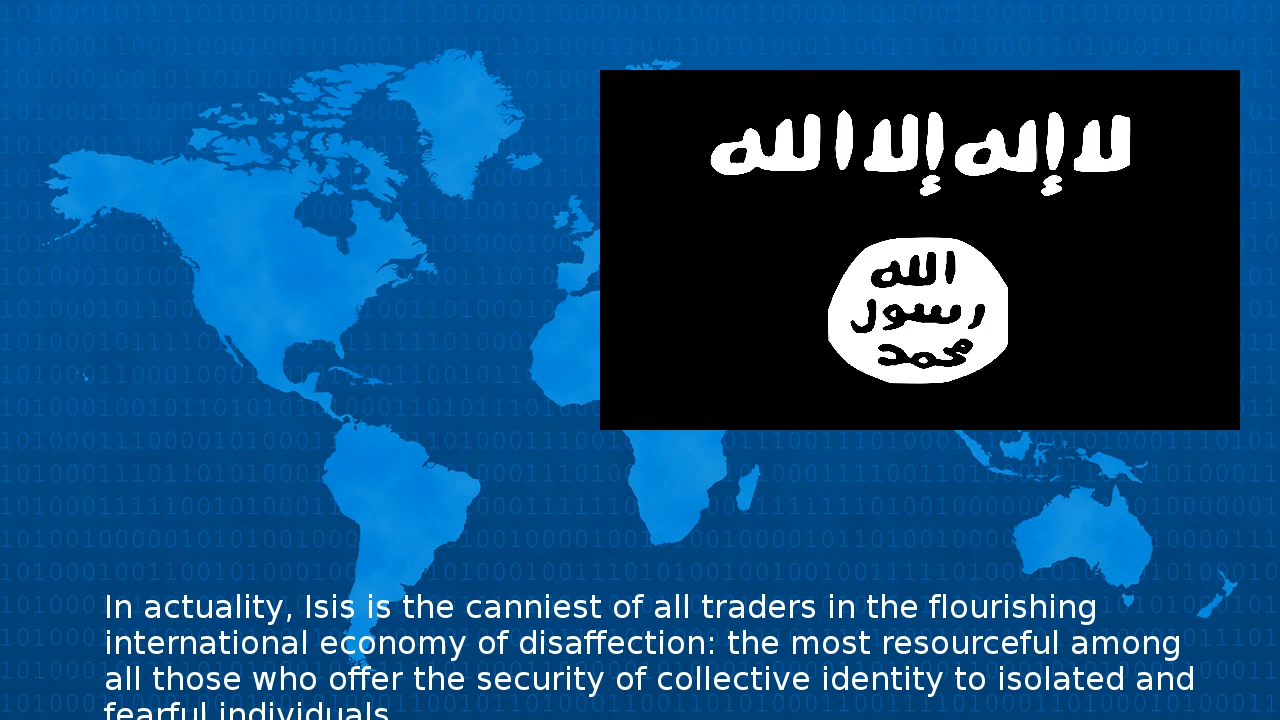 لا إله إلا الله
الله
رسول
محمد
In actuality, Isis is the canniest of all traders in the flourishing
international economy of disaffection: the most resourceful among
all those who offer the security of collective identity to isolated and
fearful individuals.